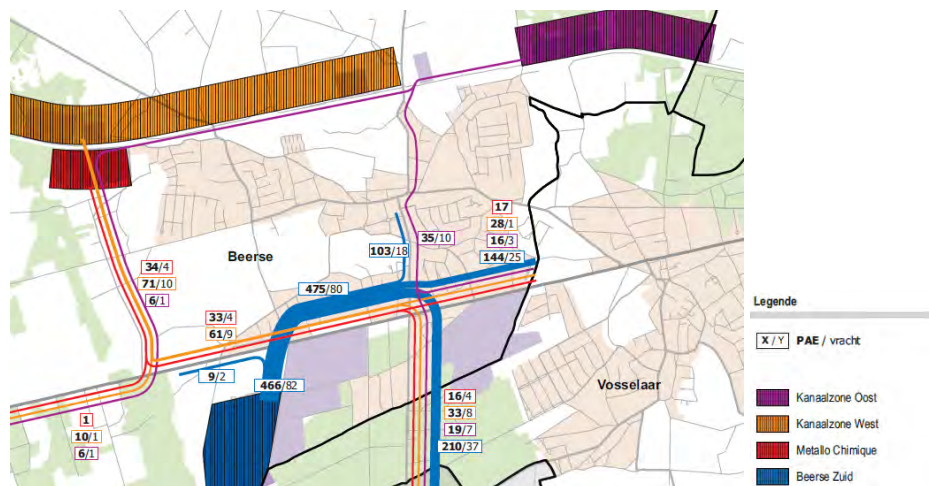 17
28/1
16/3
144/25
35/10
103/18
Beerse
34/4
71/10
6/1
475/80
33/4
61/9
9/2
466/82
Vosselaar
16/4
33/8
19/7
210/37
1
10/1
6/1
Legende
X / Y PAE / vracht
Kanaalzone Oost
Kanaalzone West
Metallo Chimique
Beerse Zuid